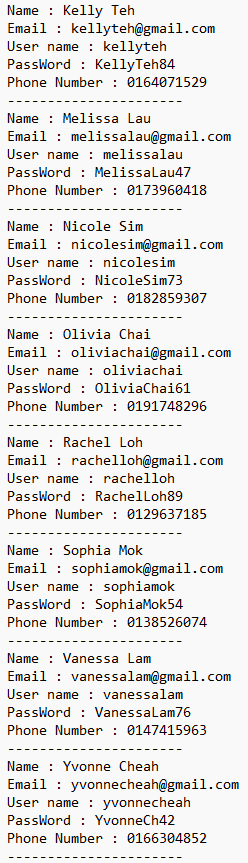 Name : Kelly Teh
Email : kellyteh@gmail.com
User name : kellyteh
PassWord : KellyTeh84
Phone Number : 0164071529
----------------------
Name : Melissa Lau
Email : melissalau@gmail.com
User name : melissalau
PassWord : MelissaLau47
Phone Number : 0173960418
----------------------
Name : Nicole Sim
Email : nicolesim@gmail.com
User name : nicolesim
PassWord : NicoleSim73
Phone Number : 0182859307
----------------------
Name : Olivia Chai
Email : oliviachai@gmail.com
User name : oliviachai
PassWord : OliviaChai61
Phone Number : 0191748296
----------------------
Name : Rachel Loh
Email : rachelloh@gmail.com
User name : rachelloh
PassWord : RachelLoh89
Phone Number : 0129637185
----------------------
Name : Sophia Mok
Email : sophiamok@gmail.com
User name : sophiamok
PassWord : SophiaMok54
Phone Number : 0138526074
----------------------
Name : Vanessa Lam
Email : vanessalam@gmail.com
User name : vanessalam
PassWord : VanessaLam76
Phone Number : 0147415963
----------------------
Name : Yvonne Cheah
Email : yvonnecheah@gmail.com
User name : yvonnecheah
PassWord : YvonneCh42
Phone Number : 0166304852
----------------------